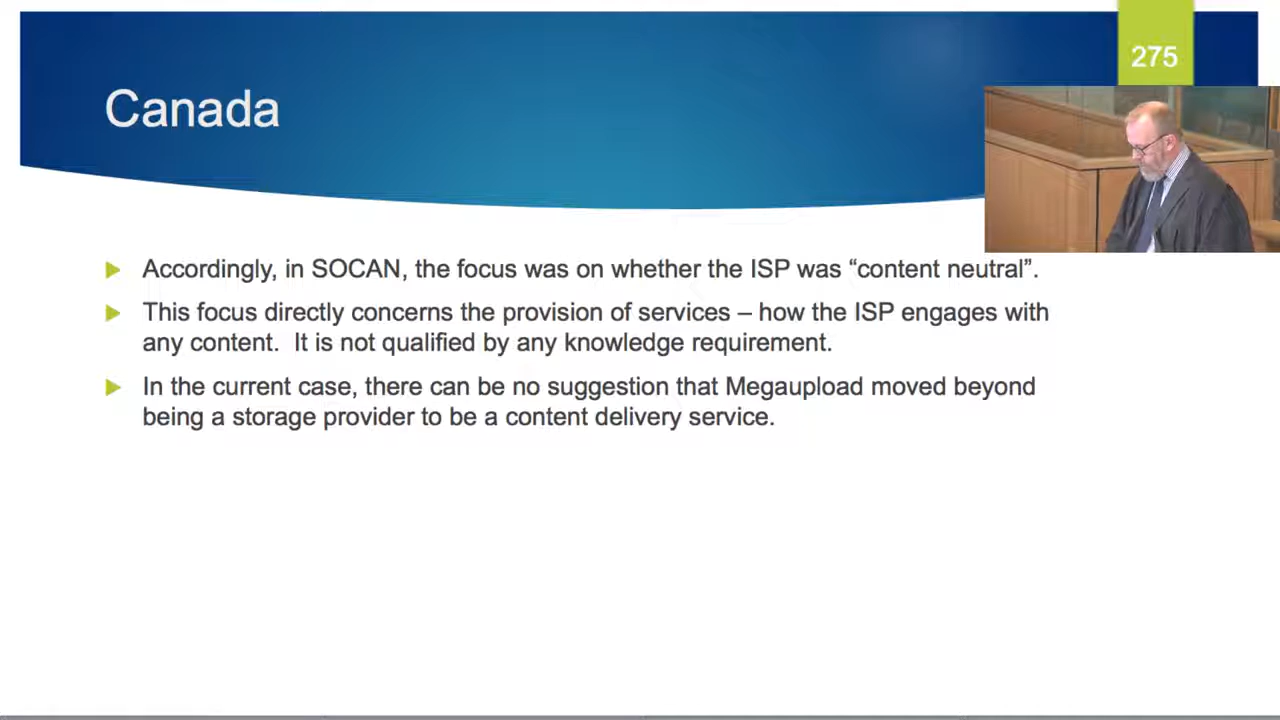 275
Canada
Accordingly, in SOCAN, the focus was on whether the ISP was “content neutral”.
This focus directly concerns the provision of services – how the ISP engages with
any content.  It is not qualified by any knowledge requirement.
In the current case, there can be no suggestion that Megaupload moved beyond
being a storage provider to be a content delivery service.